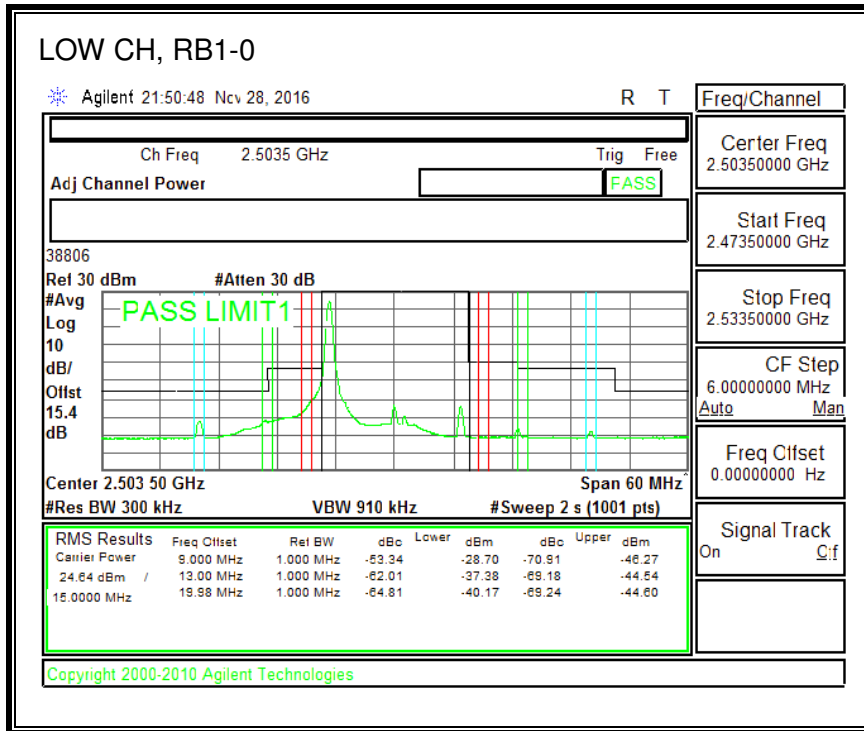 LOW CH, RB1-0
Agilent 21:50:48 Nov 28, 2016 R T
Freq/Channel
Ch Freq 2.5035 GHz Trig Free
Adj Channel Power PASS
Center Freq
2.50350000 GHz
Start Freq
2.47350000 GHz
38806
Ref 30 dBm #Atten 30 dB
#Avg
Log
10
dB/
Offst
15.4
dB
PASS LIMIT1
Stop Freq
2.53350000 GHz
CF Step
6.00000000 MHz
Auto Man
Freq Offset
0.00000000 Hz
Center 2.503 50 GHz Span 60 MHz
#Res BW 300 kHz VBW 910 kHz #Sweep 2 s (1001 pts)
Signal Track
On Off
RMS Results Freq Offset Ref BW dBc Lower dBm dBc Upper dBm
Carrier Power 9.000 MHz 1.000 MHz -53.34 -28.70 -70.91 -46.27
24.64 dBm / 13.00 MHz 1.000 MHz -62.01 -37.38 -69.18 -44.54
15.0000 MHz 19.98 MHz 1.000 MHz -64.81 -40.17 -69.24 -44.60
Copyright 2000-2010 Agilent Technologies